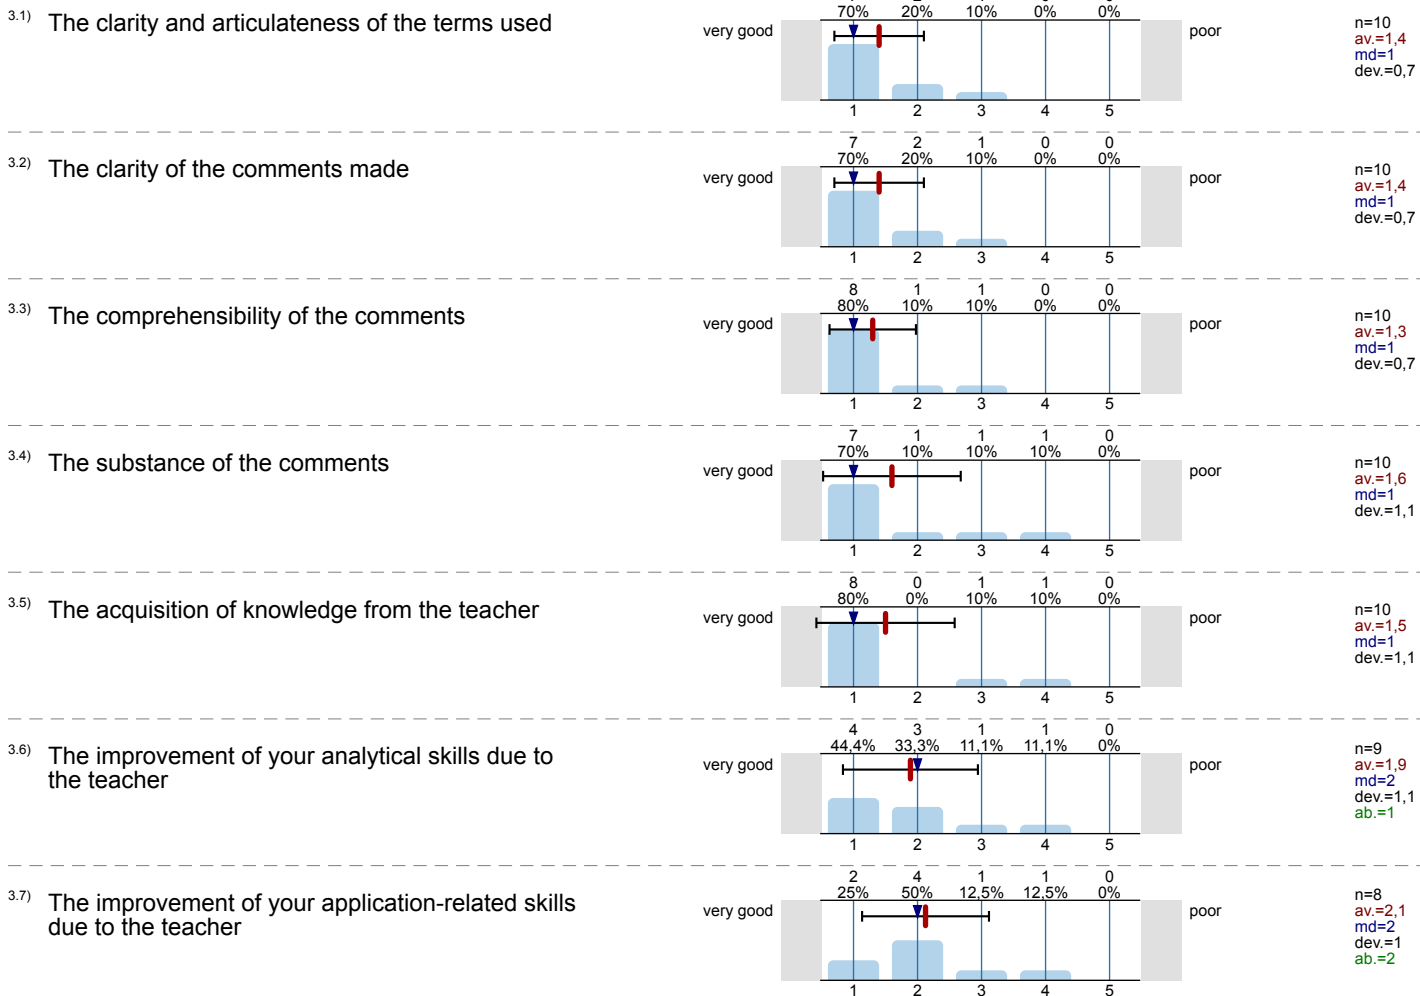 70% 20% 10% 0% 0%
3.1) The clarity and articulateness of the terms used very good poor n=10
av.=1,4
md=1
dev.=0,7
1 2 3 4 5
7 2 1 0 0
70% 20% 10% 0% 0%
3.2) The clarity of the comments made very good poor n=10
av.=1,4
md=1
dev.=0,7
1 2 3 4 5
8 1 1 0 0
80% 10% 10% 0% 0%
3.3) The comprehensibility of the comments very good poor n=10
av.=1,3
md=1
dev.=0,7
1 2 3 4 5
7 1 1 1 0
70% 10% 10% 10% 0%
3.4) The substance of the comments very good poor n=10
av.=1,6
md=1
dev.=1,1
1 2 3 4 5
8 0 1 1 0
80% 0% 10% 10% 0%
3.5) The acquisition of knowledge from the teacher very good poor n=10
av.=1,5
md=1
dev.=1,1
1 2 3 4 5
4 3 1 1 0
44,4% 33,3% 11,1% 11,1% 0%
3.6) The improvement of your analytical skills due to very good poor n=9
the teacher av.=1,9
md=2
dev.=1,1
ab.=1
1 2 3 4 5
2 4 1 1 0
25% 50% 12,5% 12,5% 0%
3.7) The improvement of your application-related skills very good poor n=8
due to the teacher av.=2,1
md=2
dev.=1
ab.=2
1 2 3 4 5